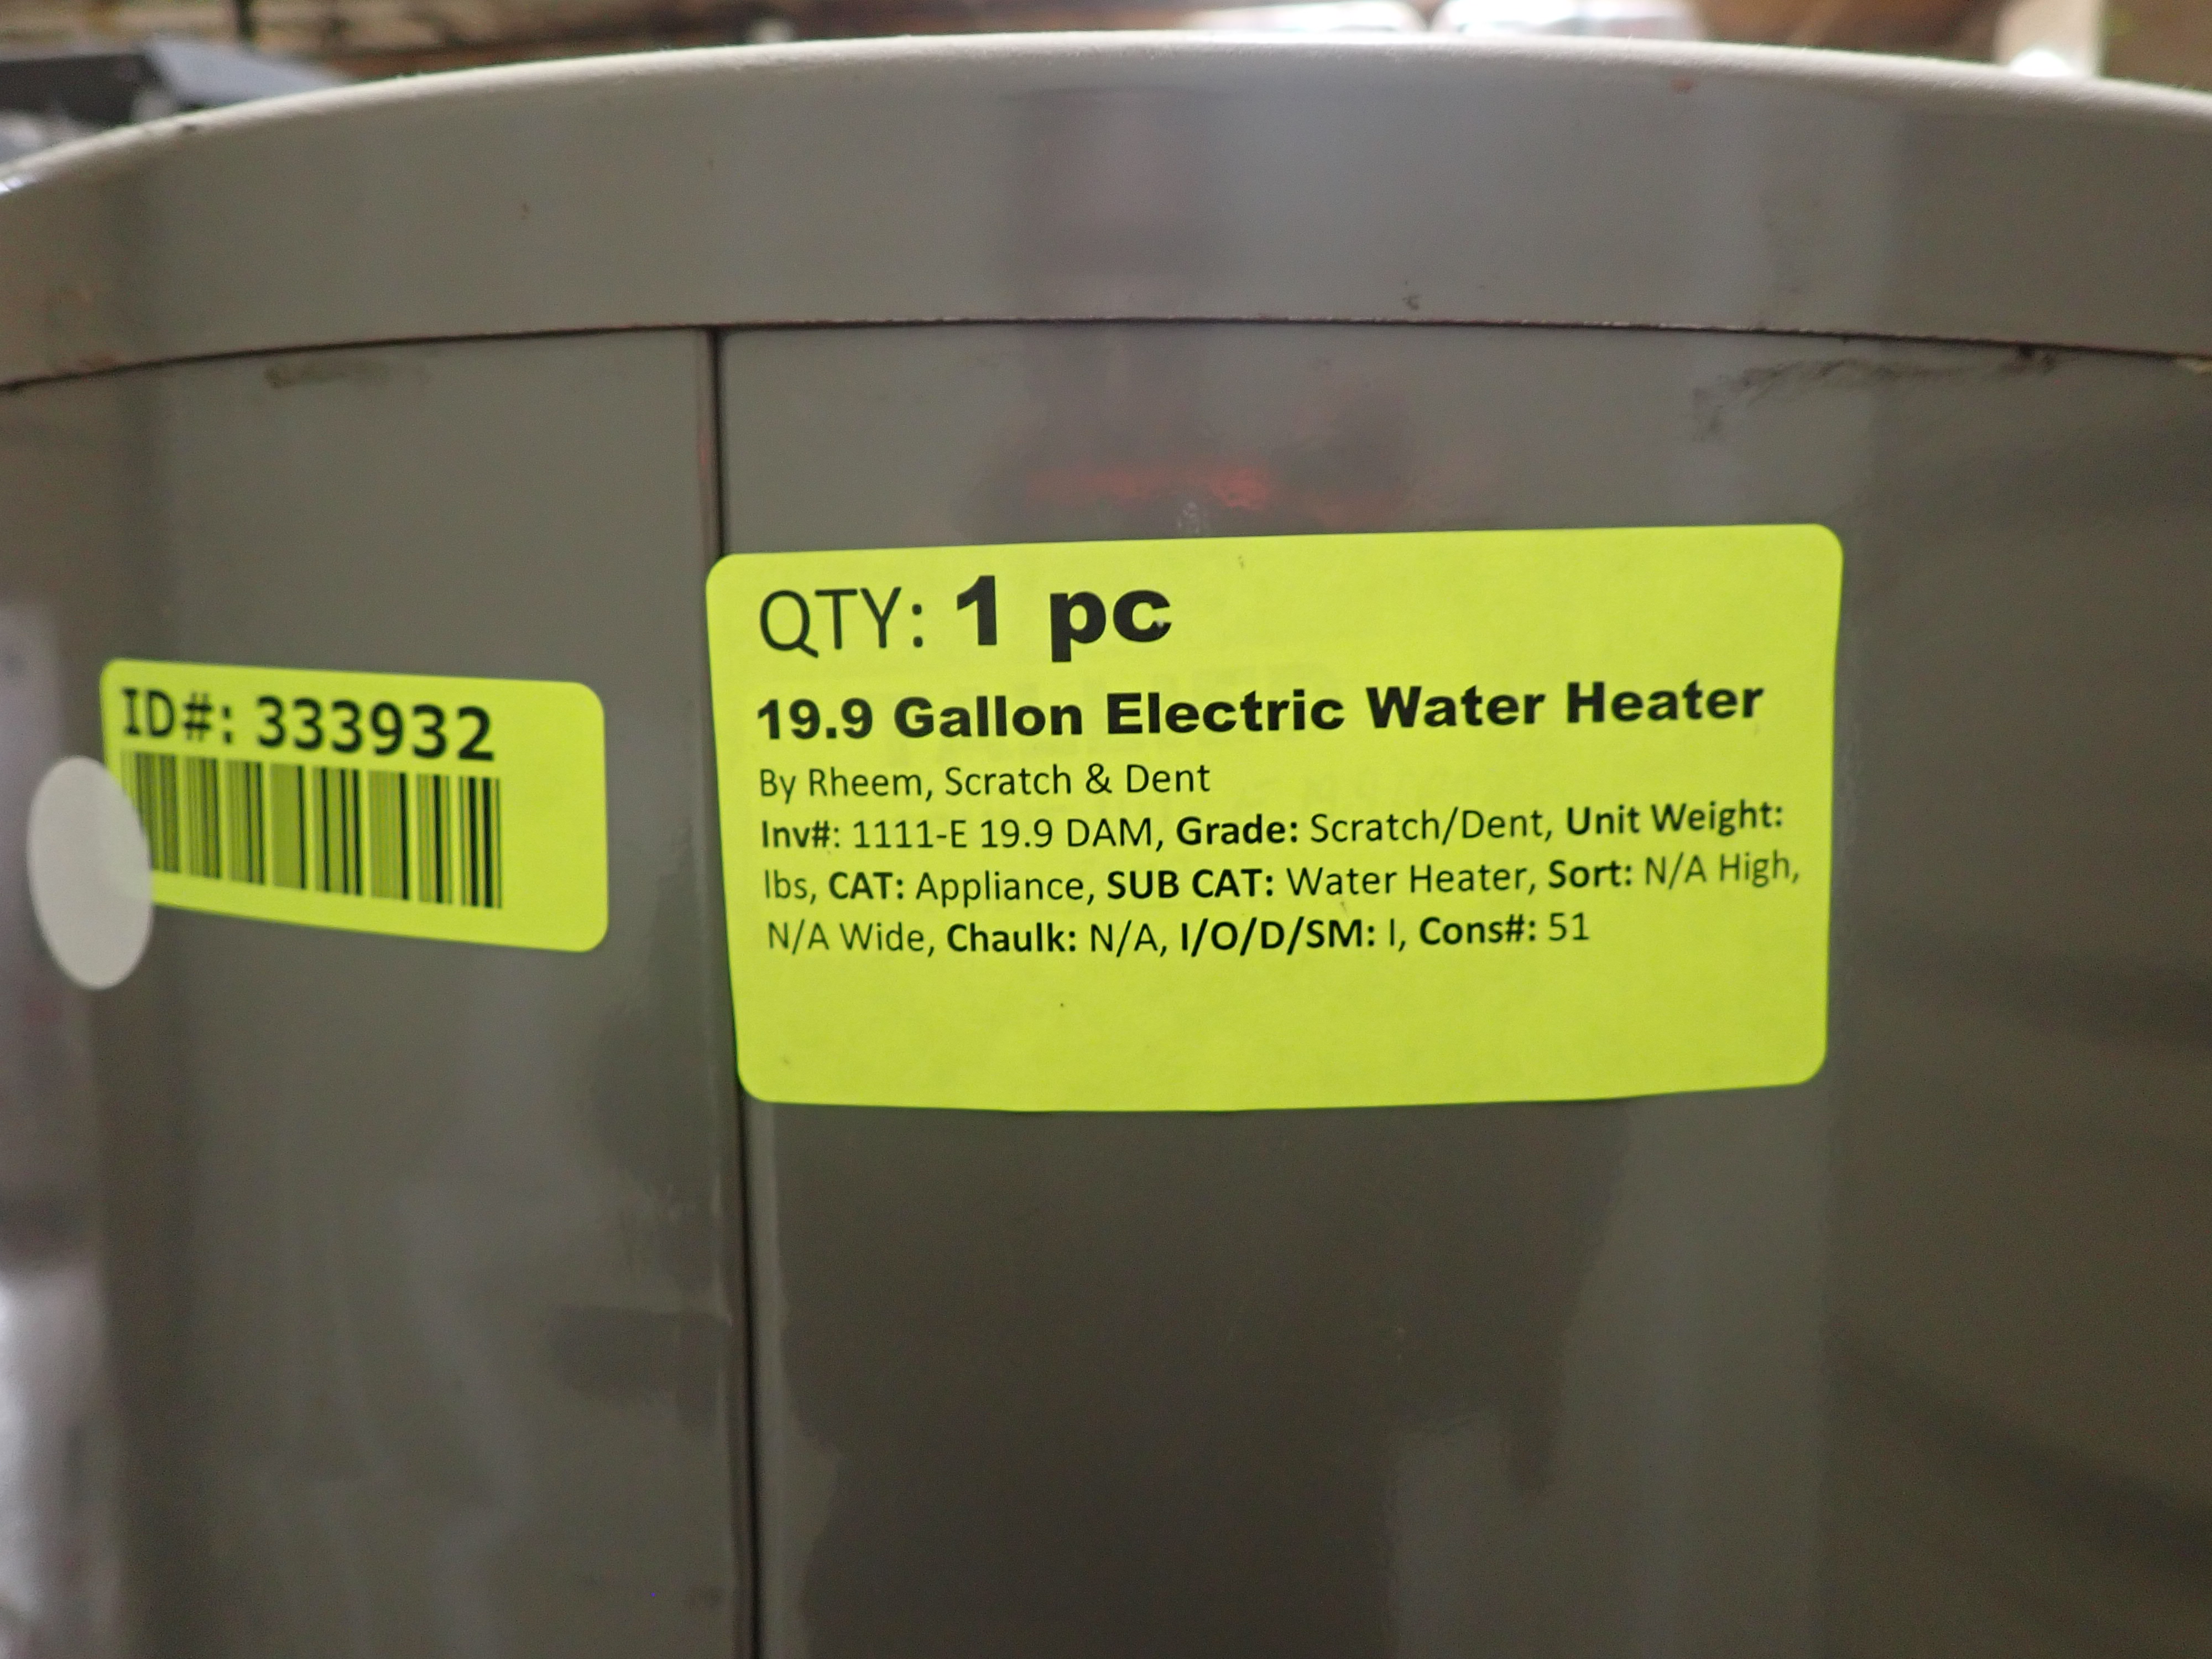 ID#: 333932
QTY: 1 pc
19.9 Gallon Electric Water Heater
By Rheem, Scratch & Dent
Inv#: 1111-E 19.9 DAM, Grade: Scratch/Dent, Unit Weight:
lbs, CAT: Appliance, SUB CAT: Water Heater, Sort: N/A High,
N/A Wide, Chaulk: N/A, I/O/D/SM: I, Cons#: 51